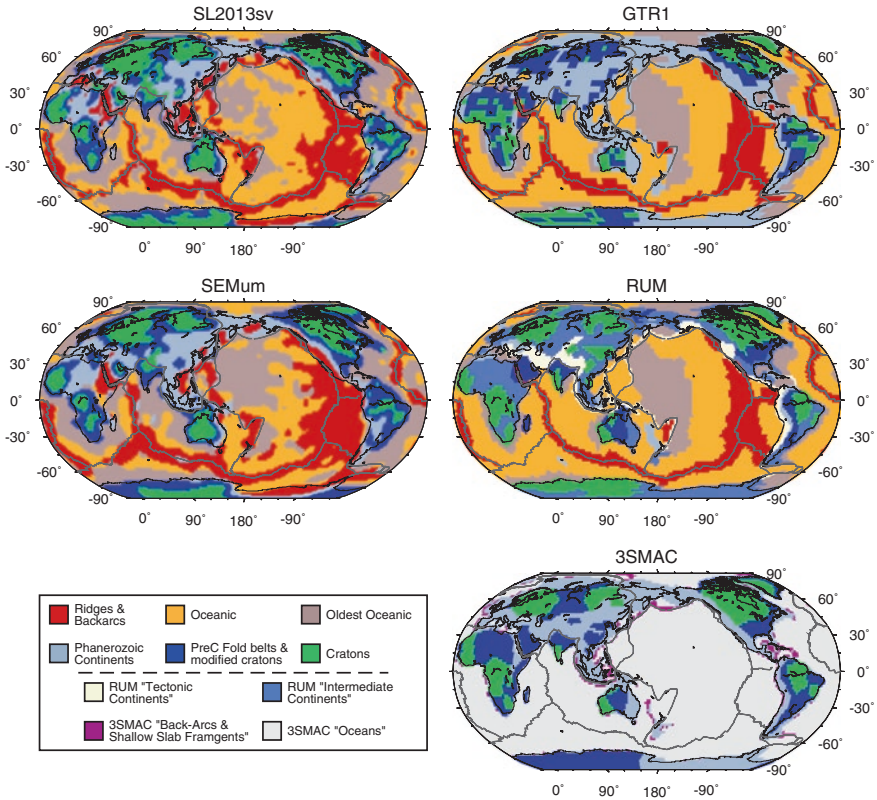 SL2013sv
90˚
60˚
30˚
0˚
-30˚
-60˚
-90˚
0˚ 90˚ 180˚ -90˚
GTR1
90˚
60˚
30˚
0˚
-30˚
-60˚
-90˚
0˚ 90˚ 180˚ -90˚
SEMum
90˚
60˚
30˚
0˚
-30˚
-60˚
-90˚
0˚ 90˚ 180˚ -90˚
RUM
90˚
60˚
30˚
0˚
-30˚
-60˚
-90˚
0˚ 90˚ 180˚ -90˚
3SMAC
90˚
60˚
30˚
0˚
-30˚
-60˚
-90˚
0˚ 90˚ 180˚ -90˚
Ridges &
Backarcs
Oceanic
Oldest Oceanic
Phanerozoic
Continents
PreC Fold belts &
modified cratons
Cratons
RUM "Tectonic
Continents"
RUM "Intermediate
Continents"
3SMAC "Back-Arcs &
Shallow Slab Framgents"
3SMAC "Oceans"